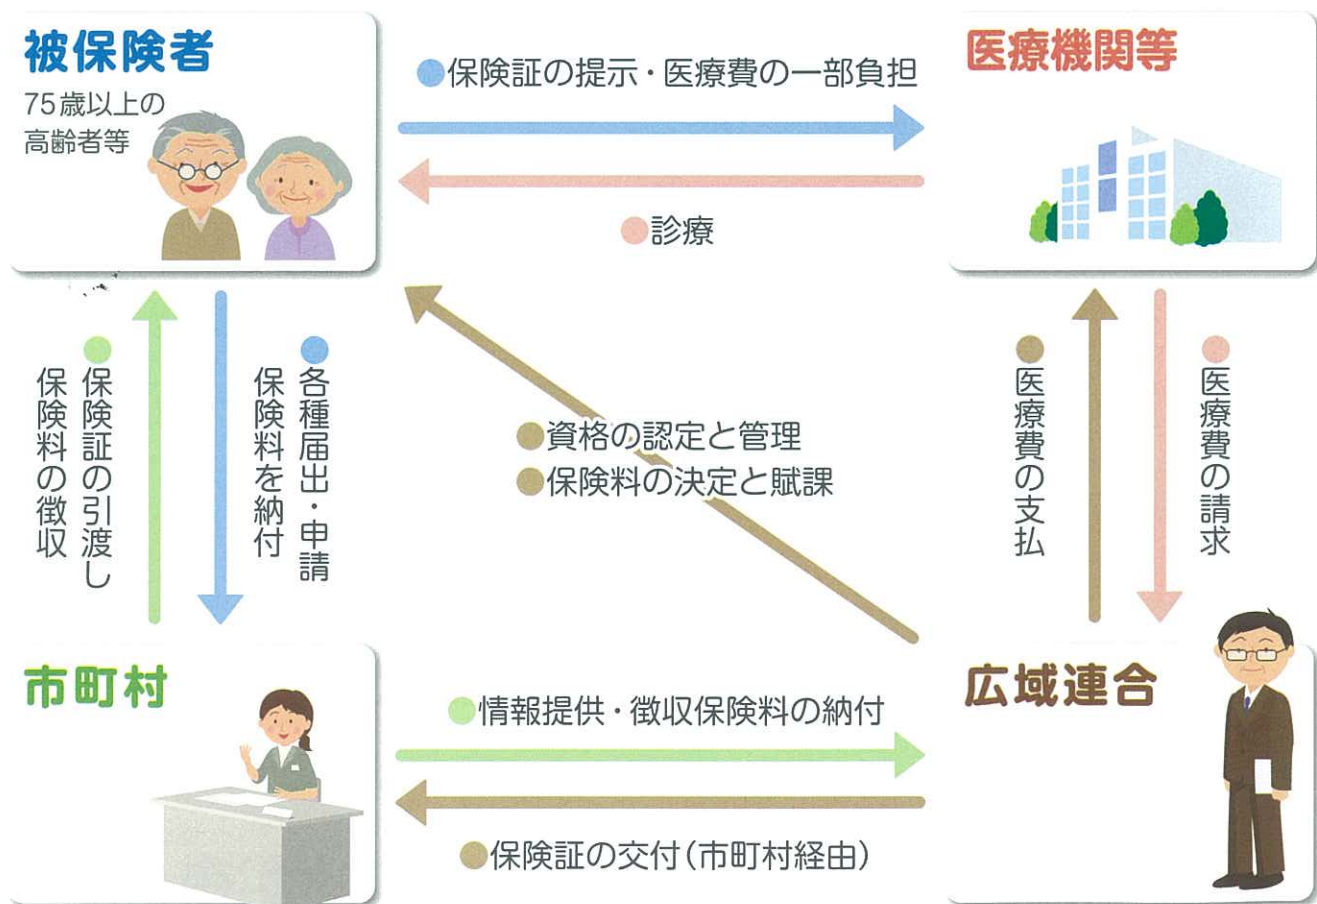 被保険者
75歳以上の
高齢者等
●保険証の提示・医療費の一部負担
●診療
医療機関等
●保険証の引渡し
保険料の徴収
●各種届出・申請
保険料を納付
●資格の認定と管理
●保険料の決定と賦課
●医療費の支払
●医療費の請求
市町村
●情報提供・徴収保険料の納付
●保険証の交付(市町村経由)
広域連合